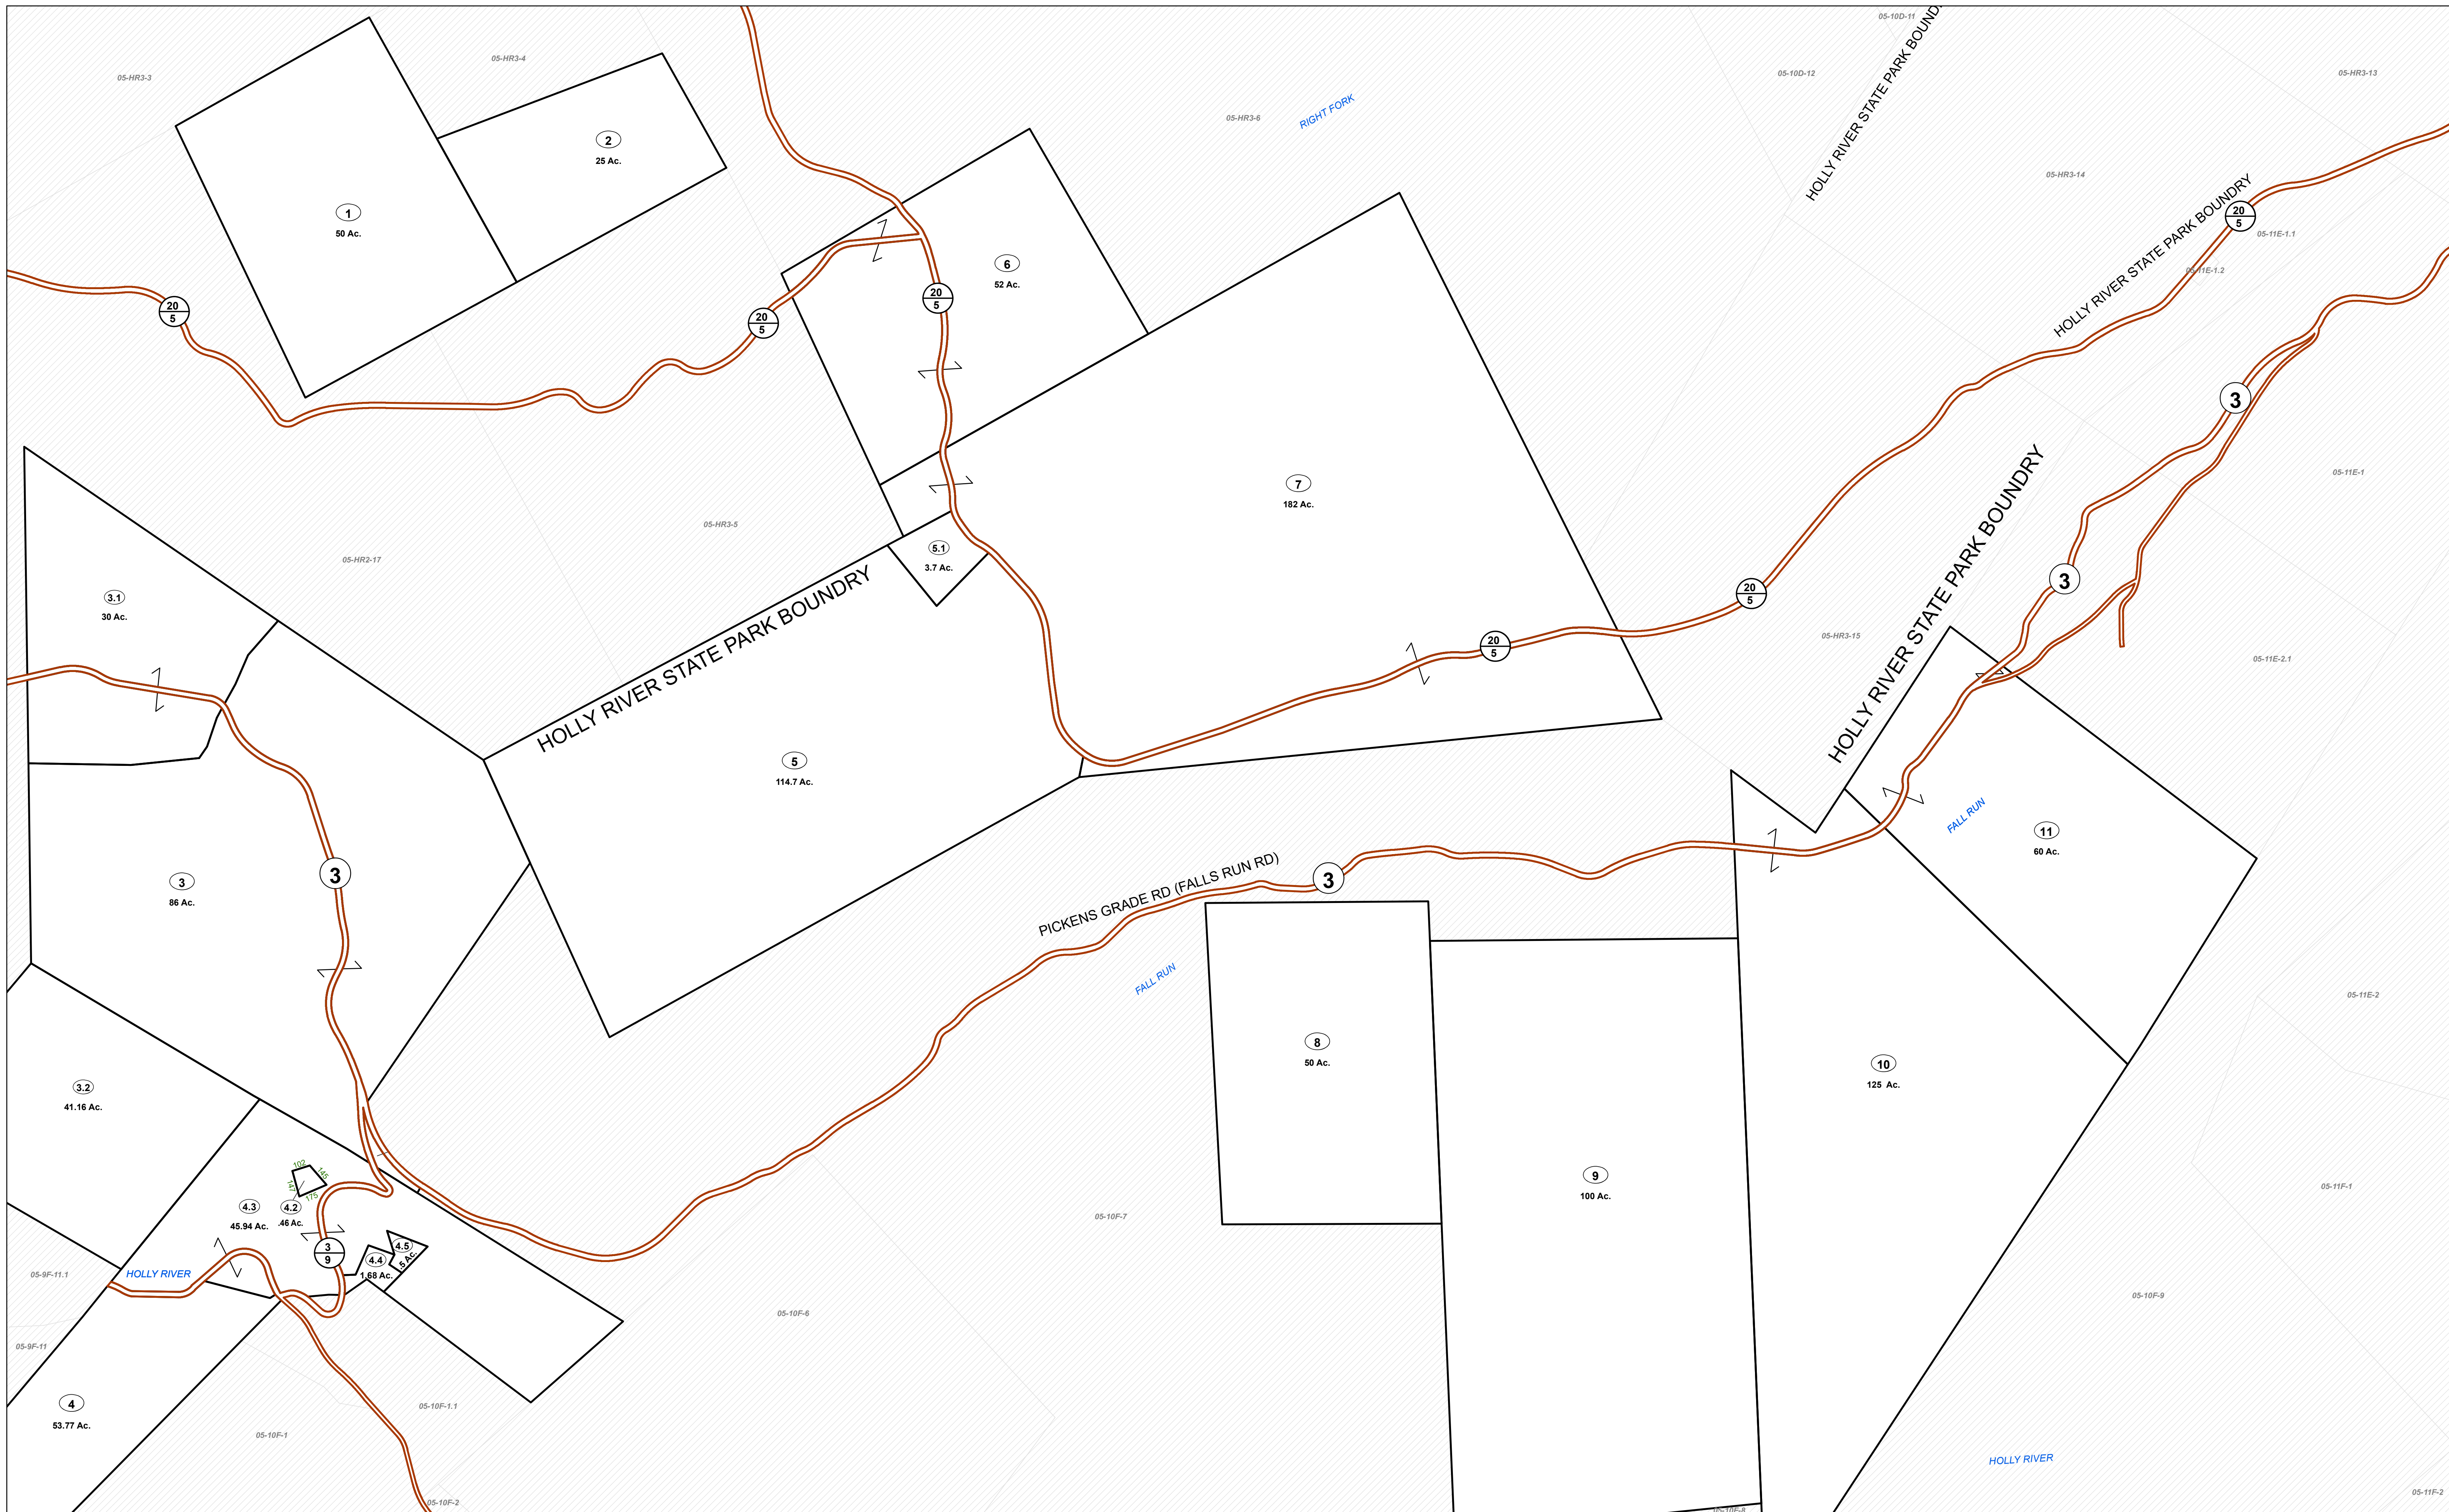 05-10D-11
05-HR3-3
05-HR3-4
05-10D-12
05-HR3-13
RIGHT FORK
05-HR3-6
HOLLY RIVER STATE PARK BOUND
2
25 Ac.
05-HR3-14
1
50 Ac.
HOLLY RIVER STATE PARK BOUNDRY
20
5
05-11E-1.1
6
52 Ac.
05-11E-1.2
20
5
20
5
20
5
3
05-11E-1
7
182 Ac.
05-HR3-5
05-HR2-17
5.1
3.7 Ac.
3
20
5
3.1
30 Ac.
HOLLY RIVER STATE PARK BOUNDRY
HOLLY RIVER STATE PARK BOUNDRY
05-HR3-15
20
5
05-11E-2.1
5
114.7 Ac.
FALL RUN
11
60 Ac.
3
86 Ac.
3
PICKENS GRADE RD (FALLS RUN RD)
3
FALL RUN
05-11E-2
8
50 Ac.
10
125 Ac.
3.2
41.16 Ac.
9
100 Ac.
102
145
147
175
05-11F-1
4.3
45.94 Ac.
4.2
.46 Ac.
05-10F-7
3
9
4.5
.5 Ac.
4.4
1.68 Ac.
05-9F-11.1
HOLLY RIVER
05-10F-6
05-10F-9
05-9F-11
4
53.77 Ac.
05-10F-1.1
05-10F-1
HOLLY RIVER
05-10F-2
05-10F-8
05-11F-2